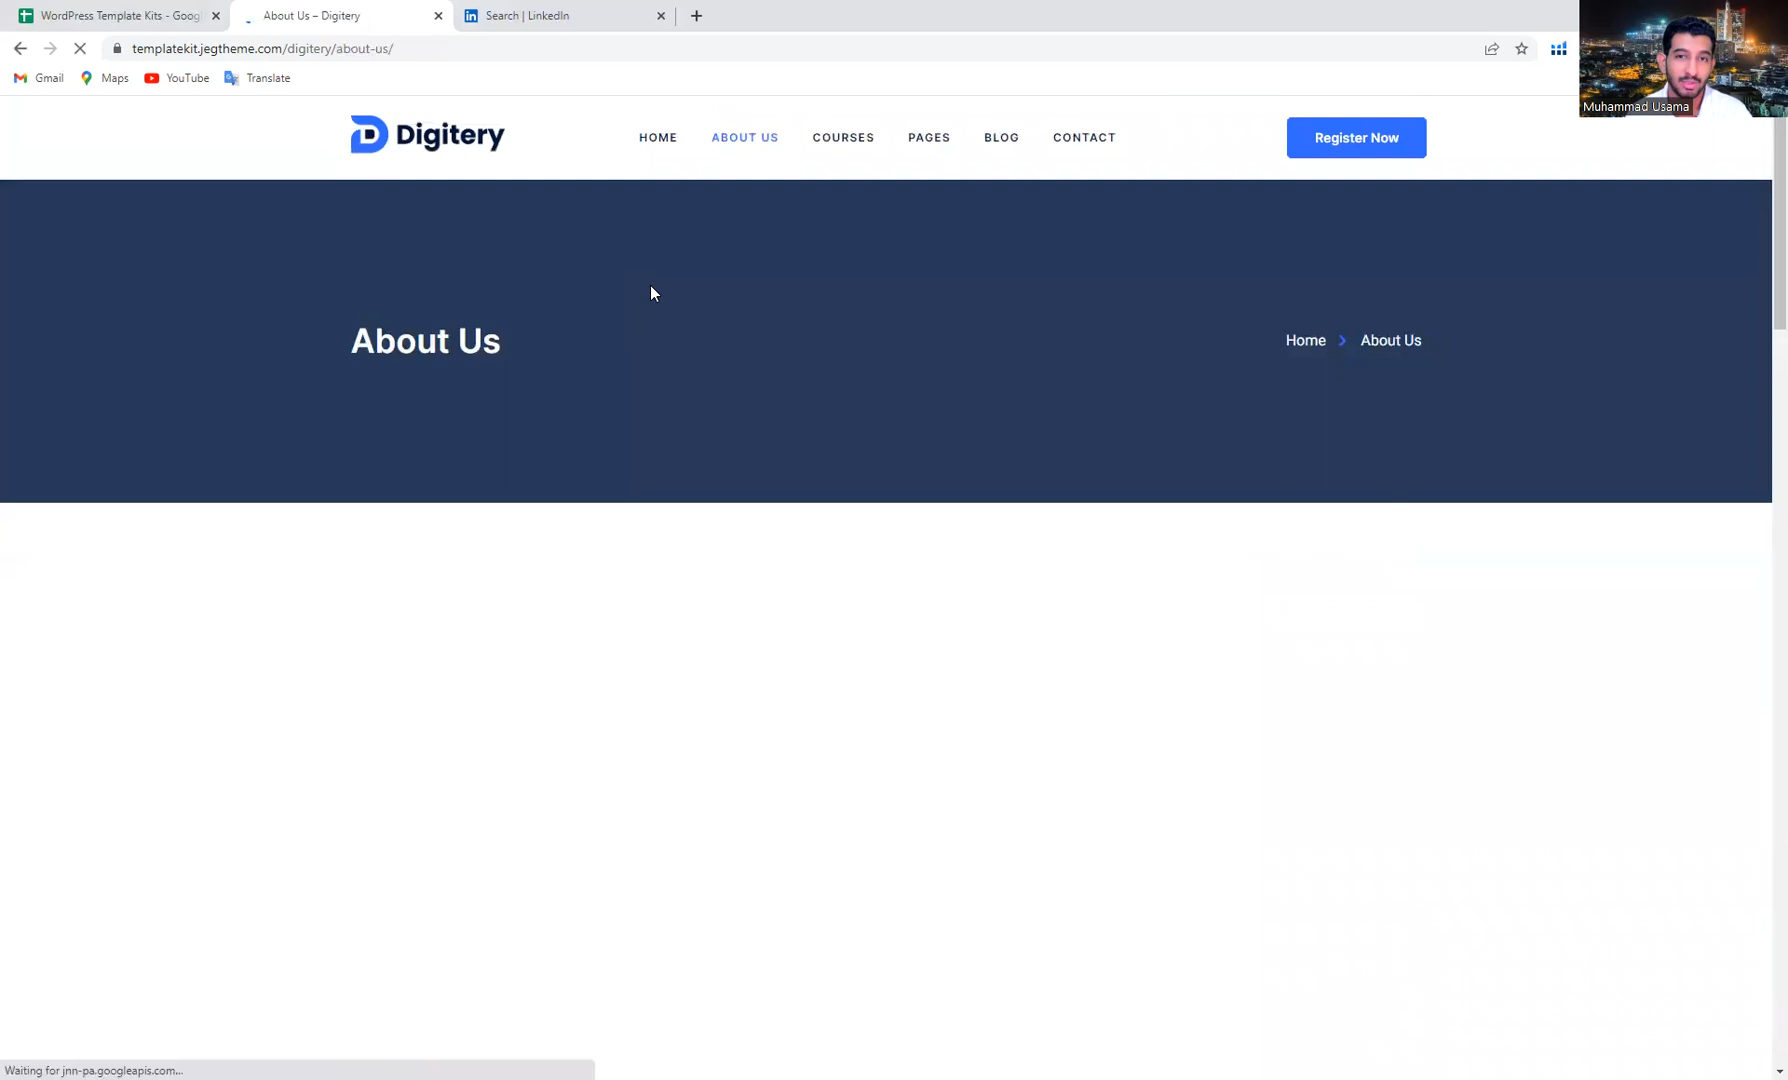 WordPress Template Kits - Goog
About Us – Digitery
Search | LinkedIn
templatekit.jegtheme.com/digitery/about-us/
Gmail
Maps
YouTube
Translate
Muhammad Usama
Digitery
HOME
ABOUT US
COURSES
PAGES
BLOG
CONTACT
Register Now
About Us
Home
About Us
Waiting for jnn-pa.googleapis.com...